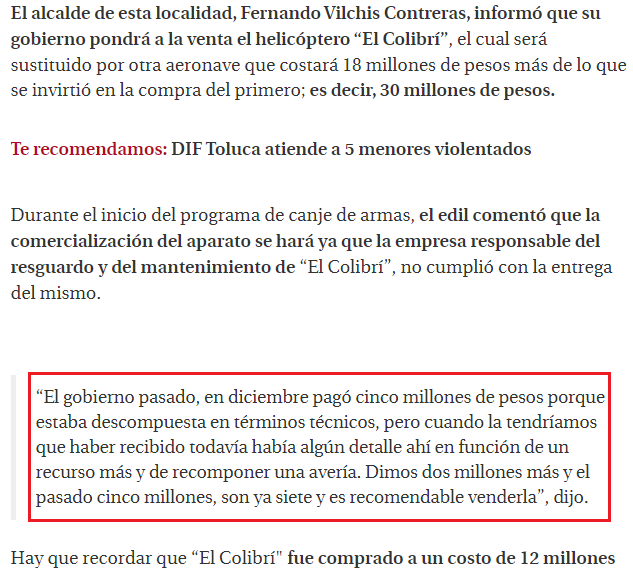 El alcalde de esta localidad, Fernando Vilchis Contreras, informó que su
gobierno pondrá a la venta el helicóptero “El Colibrí”, el cual será
sustituido por otra aeronave que costará 18 millones de pesos más de lo que
se invirtió en la compra del primero; es decir, 30 millones de pesos.
Te recomendamos: DIF Toluca atiende a 5 menores violentados
Durante el inicio del programa de canje de armas, el edil comentó que la
comercialización del aparato se hará ya que la empresa responsable del
resguardo y del mantenimiento de “El Colibrí”, no cumplió con la entrega
del mismo.
“El gobierno pasado, en diciembre pagó cinco millones de pesos porque
estaba descompuesta en términos técnicos, pero cuando la tendríamos
que haber recibido todavía había algún detalle ahí en función de un
recurso más y de recomponer una avería. Dimos dos millones más y el
pasado cinco millones, son ya siete y es recomendable venderla”, dijo.
Hay que recordar que “El Colibrí" fue comprado a un costo de 12 millones